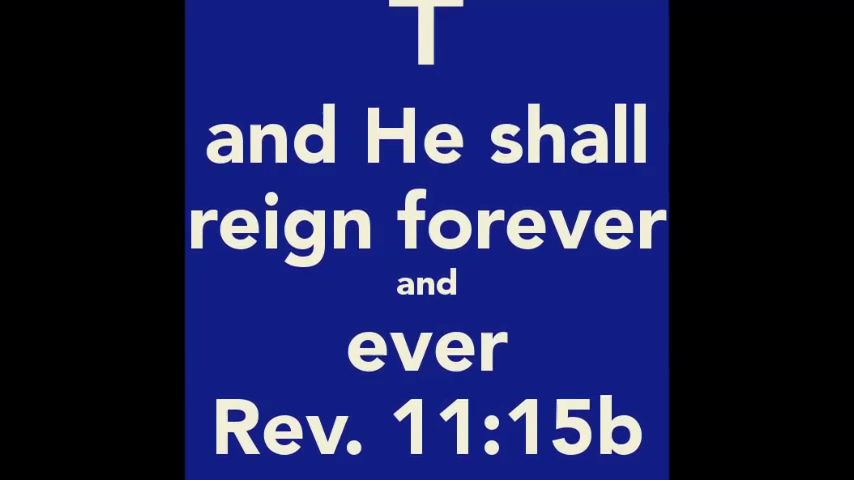 and He shall
reign forever
and
ever
Rev. 11:15b